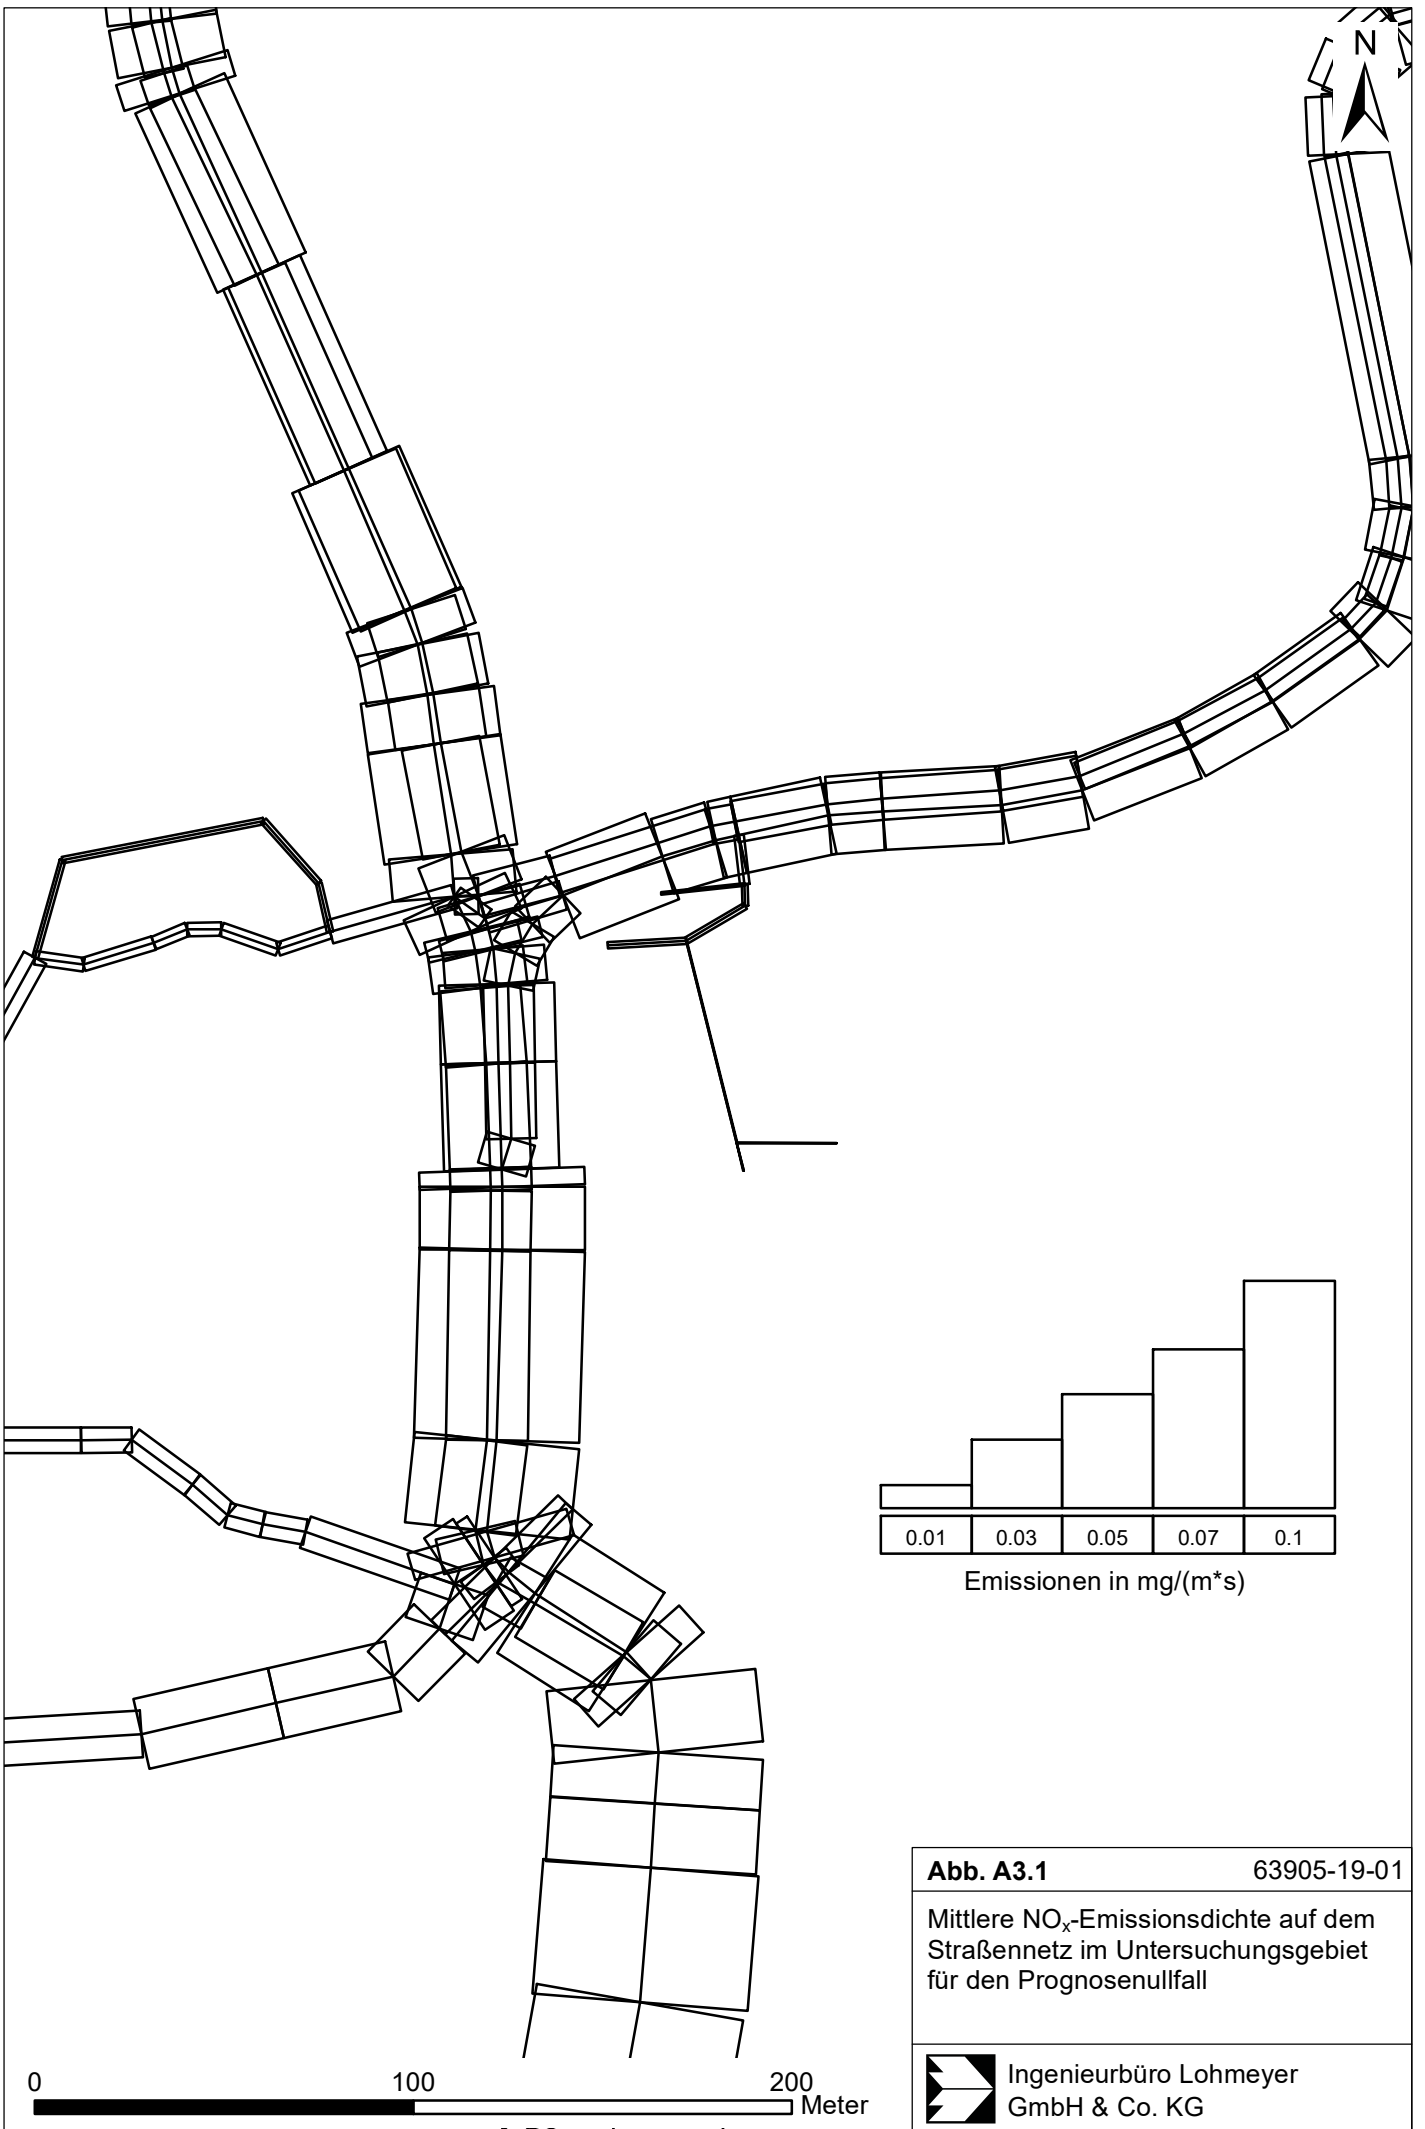 N
0.01 0.03 0.05 0.07 0.1
Emissionen in mg/(m*s)
Abb. A3.1 63905-19-01
Mittlere NOx-Emissionsdichte auf dem
Straßennetz im Untersuchungsgebiet
für den Prognosenullfall
0 100 200
Meter
Ingenieurbüro Lohmeyer
GmbH & Co. KG